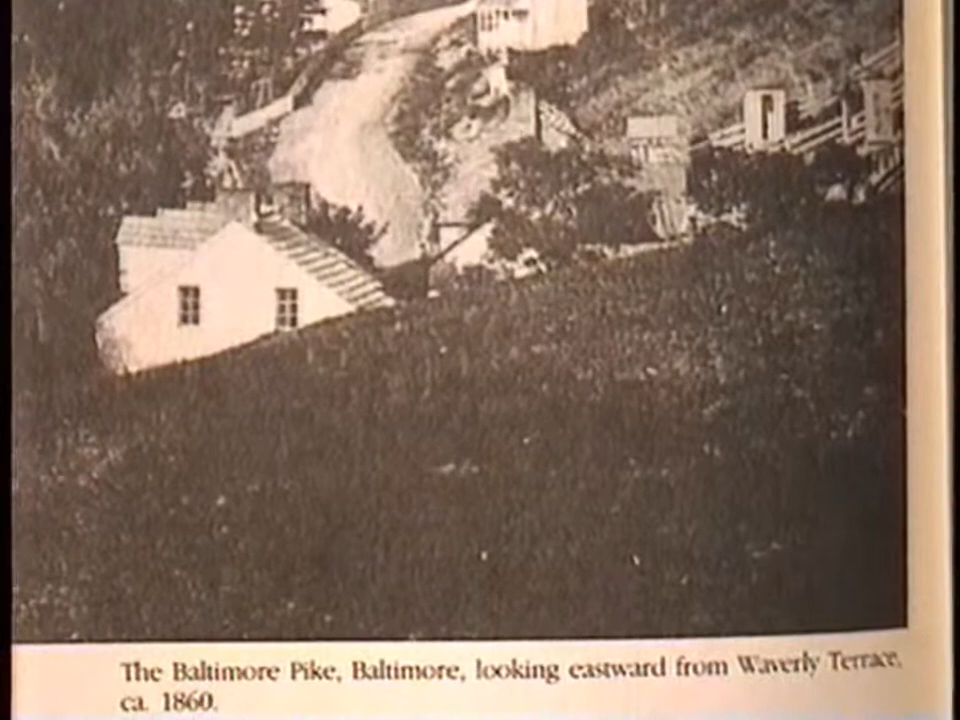 The Baltimore Pike, Baltimore, looking eastward from Waverly Terrace,
ca. 1860.